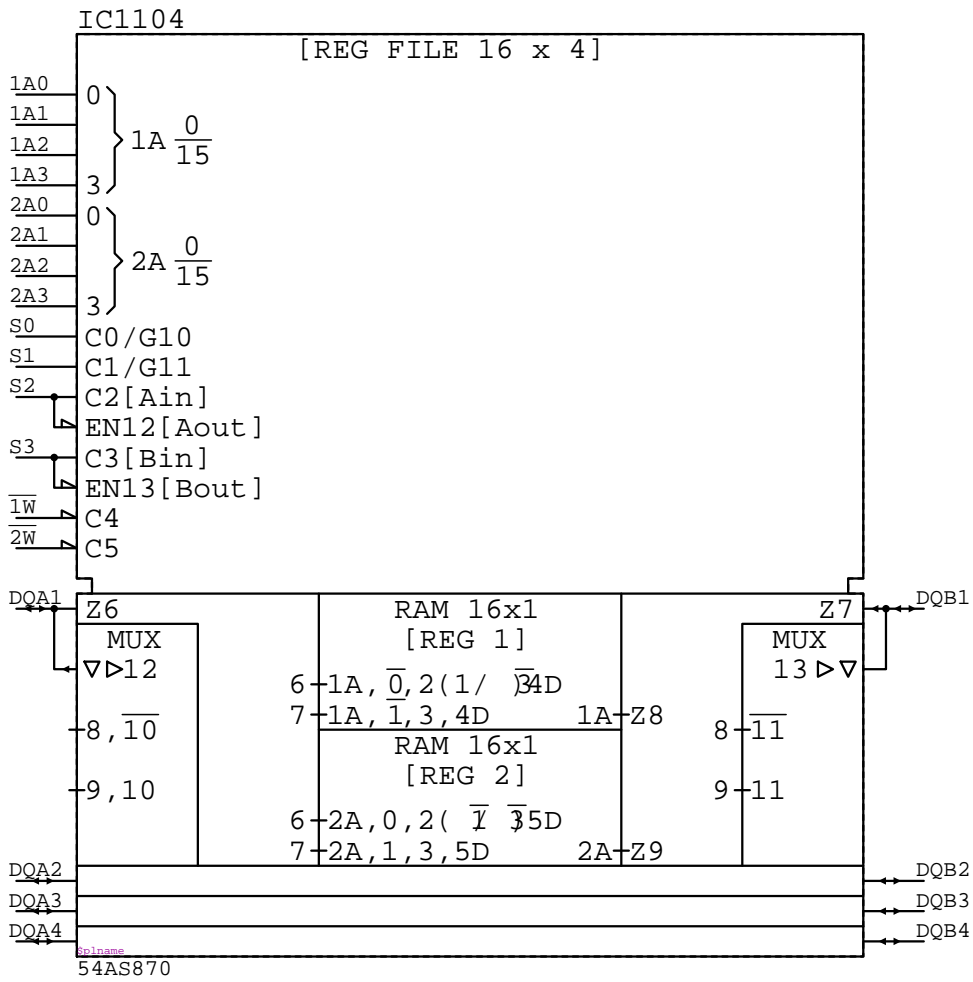 IC1104
[REG FILE 16 x 4]
1A0
0
1A1
1A 0/15
1A2
1A3
3
2A0
0
2A1
2A 0/15
2A2
2A3
3
S0 C0/G10
S1 C1/G11
S2 C2[Ain]
EN12[Aout]
S3 C3[Bin]
EN13[Bout]
1W C4
2W C5
DQA1 Z6 RAM 16x1 Z7 DQB1
MUX [REG 1] MUX
12 13
6 1A, 0,2(1/ 3)4D
7 1A, 1,3,4D 1A Z8
8,10 8 11
RAM 16x1
[REG 2]
9,10 9 11
6 2A,0,2( 1/ 3)5D
7 2A,1,3,5D 2A Z9
DQA2 DQB2
DQA3 DQB3
DQA4 DQB4
$plname
54AS870